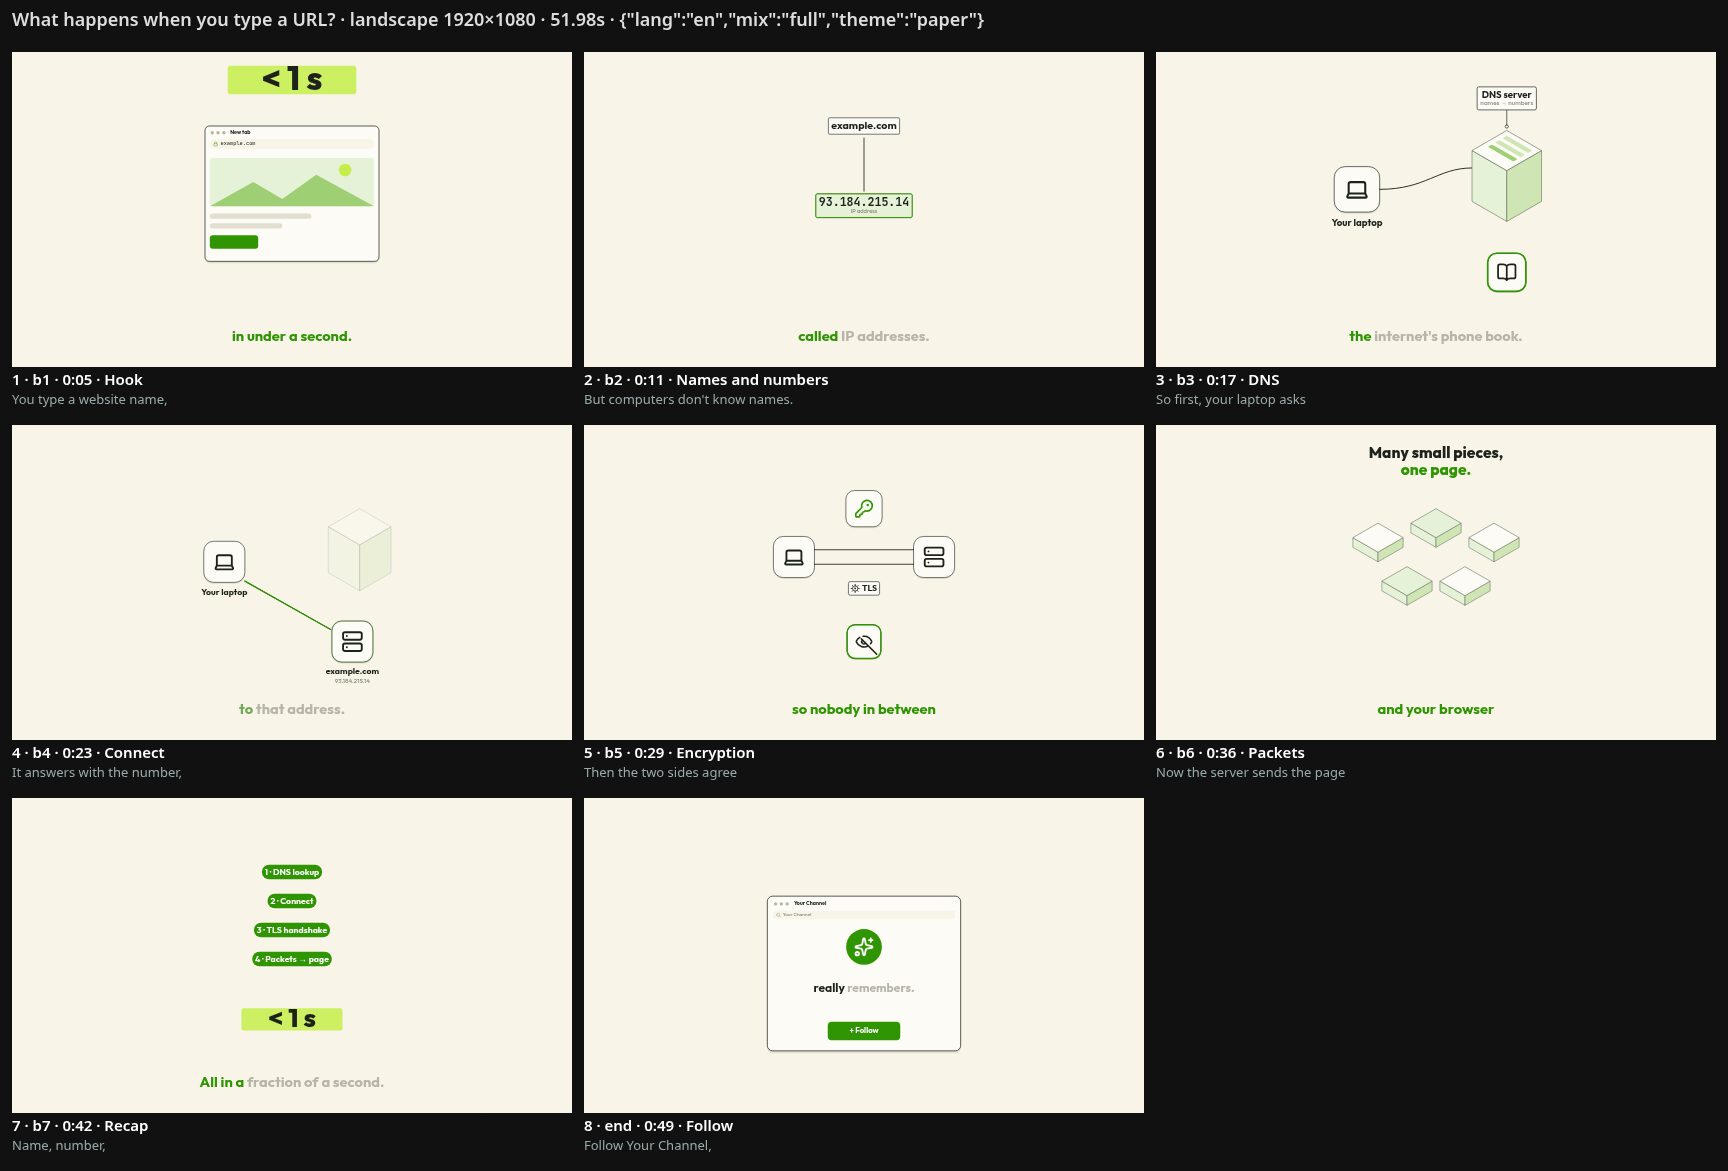 What happens when you type a URL? · landscape 1920×1080 · 51.98s · {"lang":"en","mix":"full","theme":"paper"}
<1s
New tab
example.com
in under a second.
1 · b1 · 0:05 · Hook
You type a website name,
example.com
93.184.215.14
IP address
called IP addresses.
2 · b2 · 0:11 · Names and numbers
But computers don't know names.
DNS server
names → numbers
Your laptop
the internet's phone book.
3 · b3 · 0:17 · DNS
So first, your laptop asks
Your laptop
example.com
93.184.215.14
to that address.
4 · b4 · 0:23 · Connect
It answers with the number,
TLS
so nobody in between
5 · b5 · 0:29 · Encryption
Then the two sides agree
Many small pieces,
one page.
and your browser
6 · b6 · 0:36 · Packets
Now the server sends the page
1 · DNS lookup
2 · Connect
3 · TLS handshake
4 · Packets → page
<1s
All in a fraction of a second.
7 · b7 · 0:42 · Recap
Name, number,
Your Channel
Your Channel
really remembers.
+ Follow
8 · end · 0:49 · Follow
Follow Your Channel,